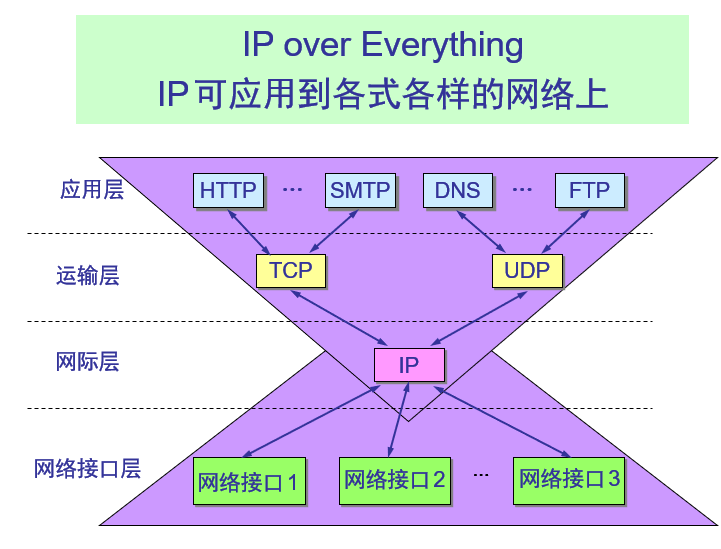 IP over Everything
IP可应用到各式各样的网络上
应用层 HTTP … SMTP DNS … FTP
运输层 TCP UDP
网际层 IP
网络接口层 网络接口1 网络接口2 … 网络接口3